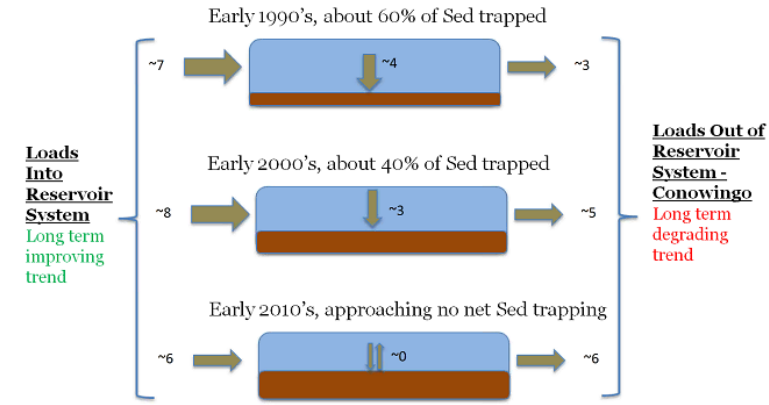 Early 1990's, about 60% of Sed trapped
~7
~4
~3
Loads
Into
Reservoir
System
Long term
improving
trend
Early 2000's, about 40% of Sed trapped
~8
~3
~5
Loads Out of
Reservoir
System -
Conowingo
Long term
degrading
trend
Early 2010's, approaching no net Sed trapping
~6
~0
~6